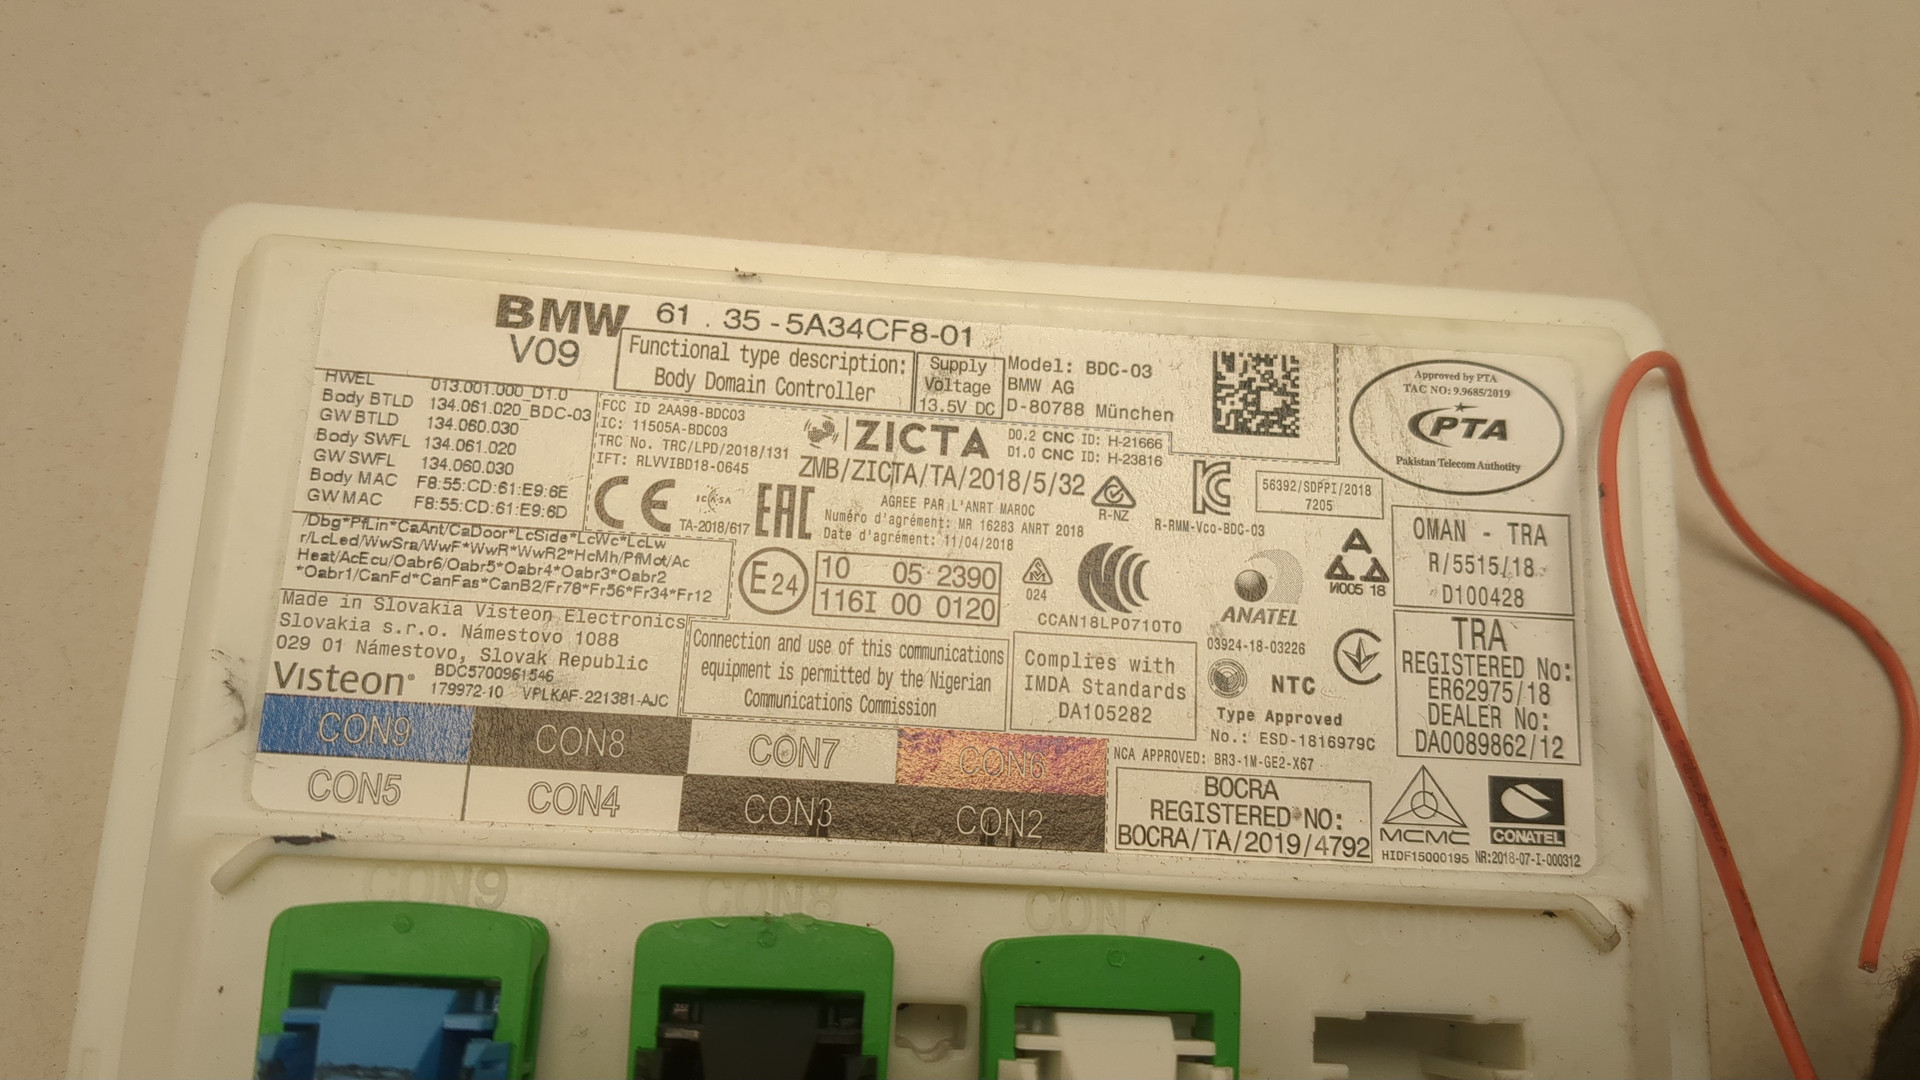 BMW 61 . 35 - 5A34CF8-01
V09
Functional type description:
Body Domain Controller
Supply
Voltage
13.5V DC
Model: BDC-03
BMW AG
D-80788 München
HWEL 013.001.000_D1.0
Body BTLD 134.061.020_BDC-03
GW BTLD 134.060.030
Body SWFL 134.061.020
GW SWFL 134.060.030
Body MAC F8:55:CD:61:E9:6E
GW MAC F8:55:CD:61:E9:6D
FCC ID 2AA98-BDC03
IC: 11505A-BDC03
TRC No. TRC/LPD/2018/131
IFT: RLVVIBD18-0645
ZICTA
ZMB/ZICTA/TA/2018/5/32
D0.2 CNC ID: H-21666
D1.0 CNC ID: H-23816
Approved by PTA
TAC NO: 9.9685/2019
PTA
Pakistan Telecom Authotity
CE
ICASA
TA-2018/617
EAC
AGREE PAR L'ANRT MAROC
Numéro d'agrément: MR 16283 ANRT 2018
Date d'agrément: 11/04/2018
R-NZ
R-RMM-Vco-BDC-03
56392/SDPPI/2018
7205
OMAN - TRA
R/5515/18
D100428
/Dbg*PfLin*CaAnt/CaDoor*LcSide*LcWc*LcLw
r/LcLed/WwSra/WwF*WwR*WwR2*HcMh/PfMot/Ac
Heat/AcEcu/Oabr6/Oabr5*Oabr4*Oabr3*Oabr2
*Oabr1/CanFd*CanFas*CanB2/Fr78*Fr56*Fr34*Fr12
E24
10 05 2390
116I 00 0120
024
CCAN18LP0710T0
ANATEL
03924-18-03226
И005 18
TRA
REGISTERED No:
ER62975/18
DEALER No:
DA0089862/12
Made in Slovakia Visteon Electronics
Slovakia s.r.o. Námestovo 1088
029 01 Námestovo, Slovak Republic
Visteon
BDC5700961546
179972-10 VPLKAF-221381-AJC
Connection and use of this communications
equipment is permitted by the Nigerian
Communications Commission
Complies with
IMDA Standards
DA105282
NTC
Type Approved
No.: ESD-1816979C
NCA APPROVED: BR3-1M-GE2-X67
BOCRA
REGISTERED NO:
BOCRA/TA/2019/4792
MCMC
HIDF15000195
CONATEL
NR:2018-07-I-000312
CON9 CON8 CON7 CON6
CON5 CON4 CON3 CON2
CON9 CON8 CON